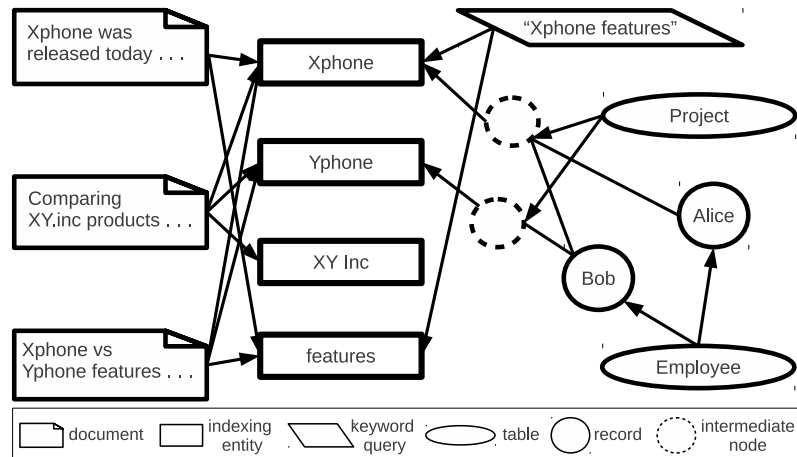 Xphone was
released today . . .
Xphone
“Xphone features”
Project
Yphone
Comparing
XY.inc products . . .
Alice
XY Inc
Bob
Xphone vs
Yphone features . . .
features
Employee
document
indexing
entity
keyword
query
table
record
intermediate
node